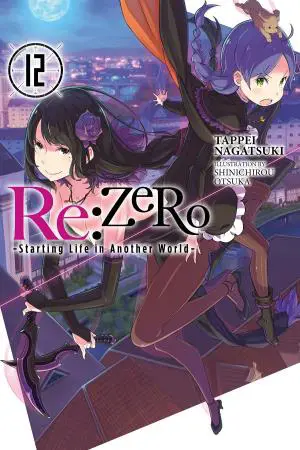 12
TAPPEI
NAGATSUKI
ILLUSTRATION BY
SHINICHIROU
OTSUKA
Re:ZeRo
-Starting Life in Another World-